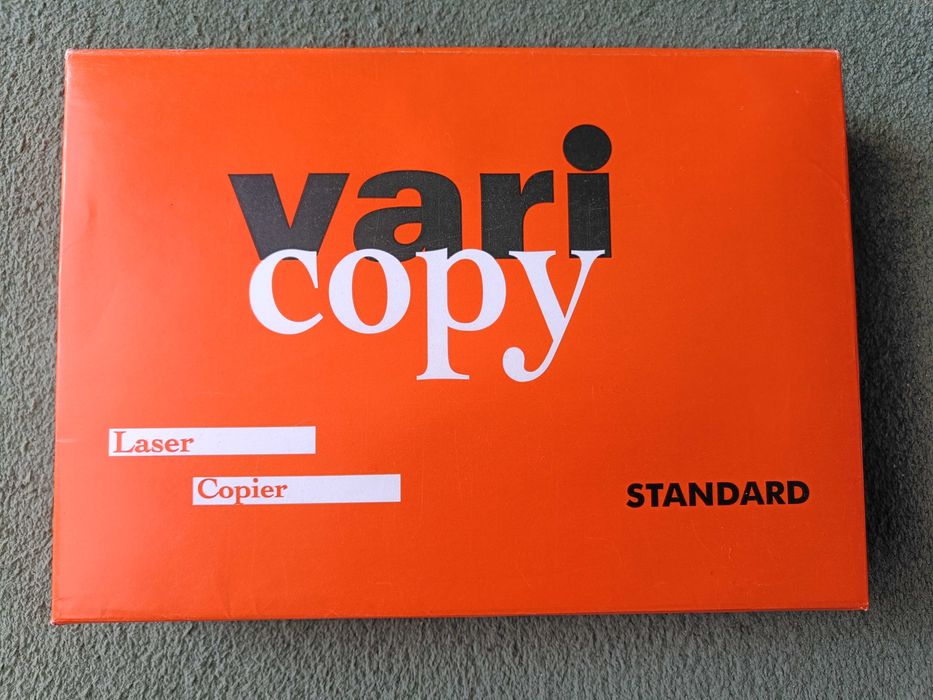 vari
copy
Laser
Copier
STANDARD